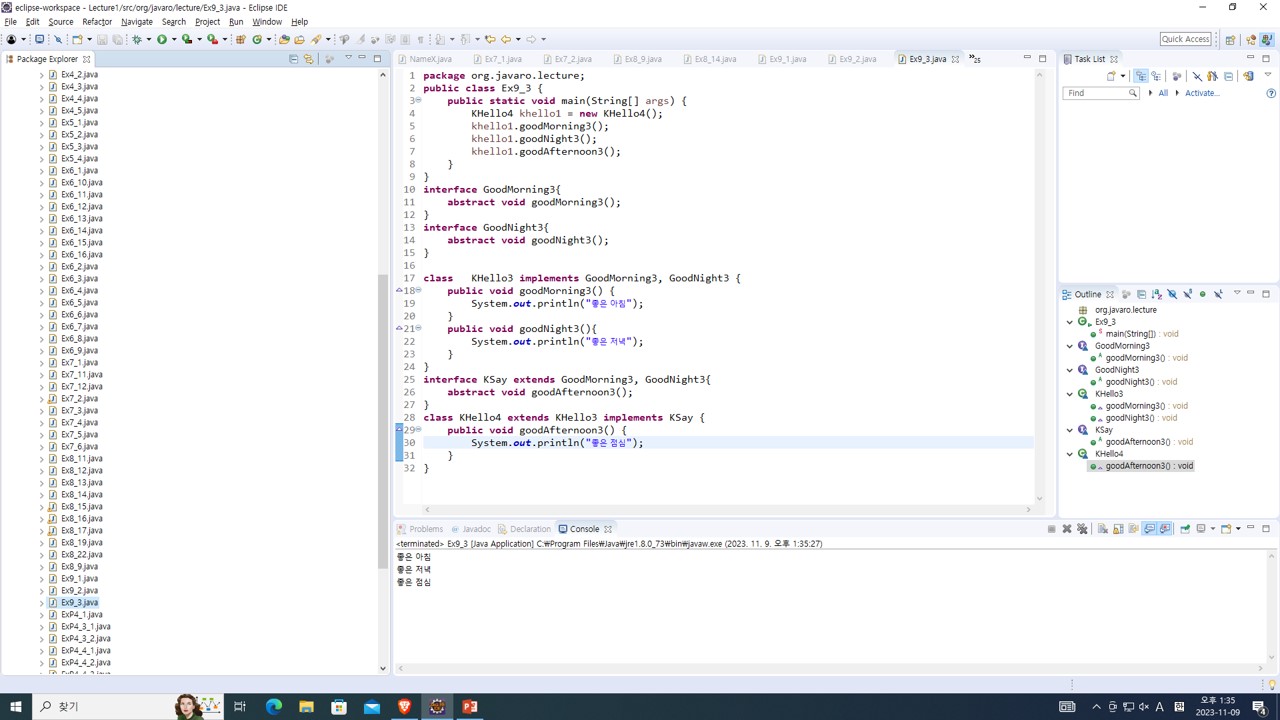 eclipse-workspace - Lecture1/src/org/javaro/lecture/Ex9_3.java - Eclipse IDE
File Edit Source Refactor Navigate Search Project Run Window Help
Quick Access
Package Explorer
Ex4_2.java
Ex4_3.java
Ex4_4.java
Ex4_5.java
Ex5_1.java
Ex5_2.java
Ex5_3.java
Ex5_4.java
Ex6_1.java
Ex6_10.java
Ex6_11.java
Ex6_12.java
Ex6_13.java
Ex6_14.java
Ex6_15.java
Ex6_16.java
Ex6_2.java
Ex6_3.java
Ex6_4.java
Ex6_5.java
Ex6_6.java
Ex6_7.java
Ex6_8.java
Ex6_9.java
Ex7_1.java
Ex7_11.java
Ex7_12.java
Ex7_2.java
Ex7_3.java
Ex7_4.java
Ex7_5.java
Ex7_6.java
Ex8_11.java
Ex8_12.java
Ex8_13.java
Ex8_14.java
Ex8_15.java
Ex8_16.java
Ex8_17.java
Ex8_19.java
Ex8_22.java
Ex8_9.java
Ex9_1.java
Ex9_2.java
Ex9_3.java
ExP4_1.java
ExP4_3_1.java
ExP4_3_2.java
ExP4_4_1.java
ExP4_4_2.java
NameX.java Ex7_1.java Ex7_2.java Ex8_9.java Ex8_14.java Ex9_1.java Ex9_2.java Ex9_3.java »25
1 package org.javaro.lecture;
2 public class Ex9_3 {
3 public static void main(String[] args) {
4 KHello4 khello1 = new KHello4();
5 khello1.goodMorning3();
6 khello1.goodNight3();
7 khello1.goodAfternoon3();
8 }
9 }
10 interface GoodMorning3{
11 abstract void goodMorning3();
12 }
13 interface GoodNight3{
14 abstract void goodNight3();
15 }
16
17 class KHello3 implements GoodMorning3, GoodNight3 {
18 public void goodMorning3() {
19 System.out.println("좋은 아침");
20 }
21 public void goodNight3(){
22 System.out.println("좋은 저녁");
23 }
24 }
25 interface KSay extends GoodMorning3, GoodNight3{
26 abstract void goodAfternoon3();
27 }
28 class KHello4 extends KHello3 implements KSay {
29 public void goodAfternoon3() {
30 System.out.println("좋은 점심");
31 }
32 }
Task List
Find All Activate...
Outline
org.javaro.lecture
Ex9_3
main(String[]) : void
GoodMorning3
goodMorning3() : void
GoodNight3
goodNight3() : void
KHello3
goodMorning3() : void
goodNight3() : void
KSay
goodAfternoon3() : void
KHello4
goodAfternoon3() : void
Problems Javadoc Declaration Console
<terminated> Ex9_3 [Java Application] C:₩Program Files₩Java₩jre1.8.0_73₩bin₩javaw.exe (2023. 11. 9. 오후 1:35:27)
좋은 아침
좋은 저녁
좋은 점심
찾기
A 漢
오후 1:35
2023-11-09
4